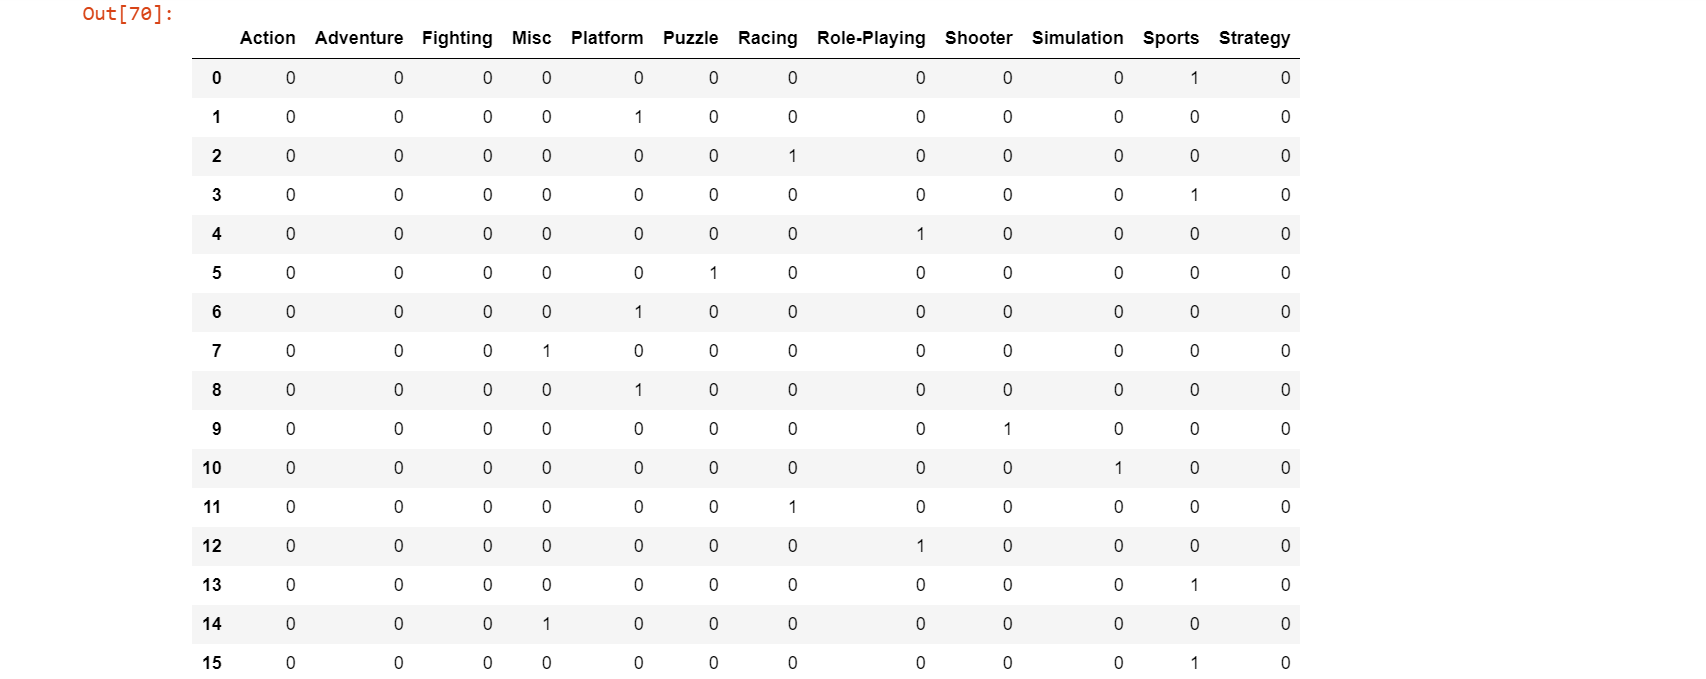 Out[70]:
Action Adventure Fighting Misc Platform Puzzle Racing Role-Playing Shooter Simulation Sports Strategy
0 0 0 0 0 0 0 0 0 0 0 1 0
1 0 0 0 0 1 0 0 0 0 0 0 0
2 0 0 0 0 0 0 1 0 0 0 0 0
3 0 0 0 0 0 0 0 0 0 0 1 0
4 0 0 0 0 0 0 0 1 0 0 0 0
5 0 0 0 0 0 1 0 0 0 0 0 0
6 0 0 0 0 1 0 0 0 0 0 0 0
7 0 0 0 1 0 0 0 0 0 0 0 0
8 0 0 0 0 1 0 0 0 0 0 0 0
9 0 0 0 0 0 0 0 0 1 0 0 0
10 0 0 0 0 0 0 0 0 0 1 0 0
11 0 0 0 0 0 0 1 0 0 0 0 0
12 0 0 0 0 0 0 0 1 0 0 0 0
13 0 0 0 0 0 0 0 0 0 0 1 0
14 0 0 0 1 0 0 0 0 0 0 0 0
15 0 0 0 0 0 0 0 0 0 0 1 0